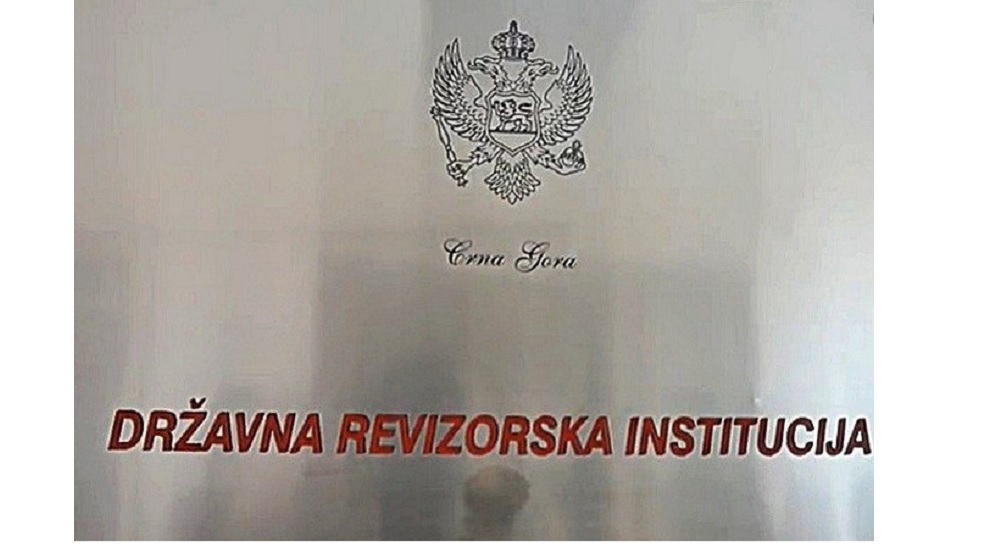 Crna Gora
DRŽAVNA REVIZORSKA INSTITUCIJA